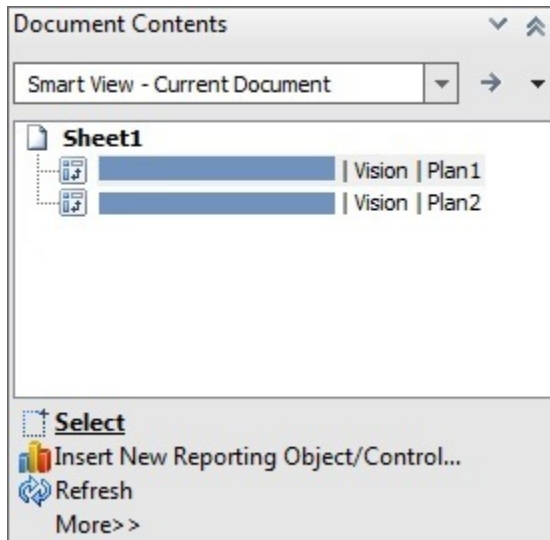 Document Contents
Smart View - Current Document
Sheet1
| Vision | Plan1
| Vision | Plan2
Select
Insert New Reporting Object/Control...
Refresh
More>>